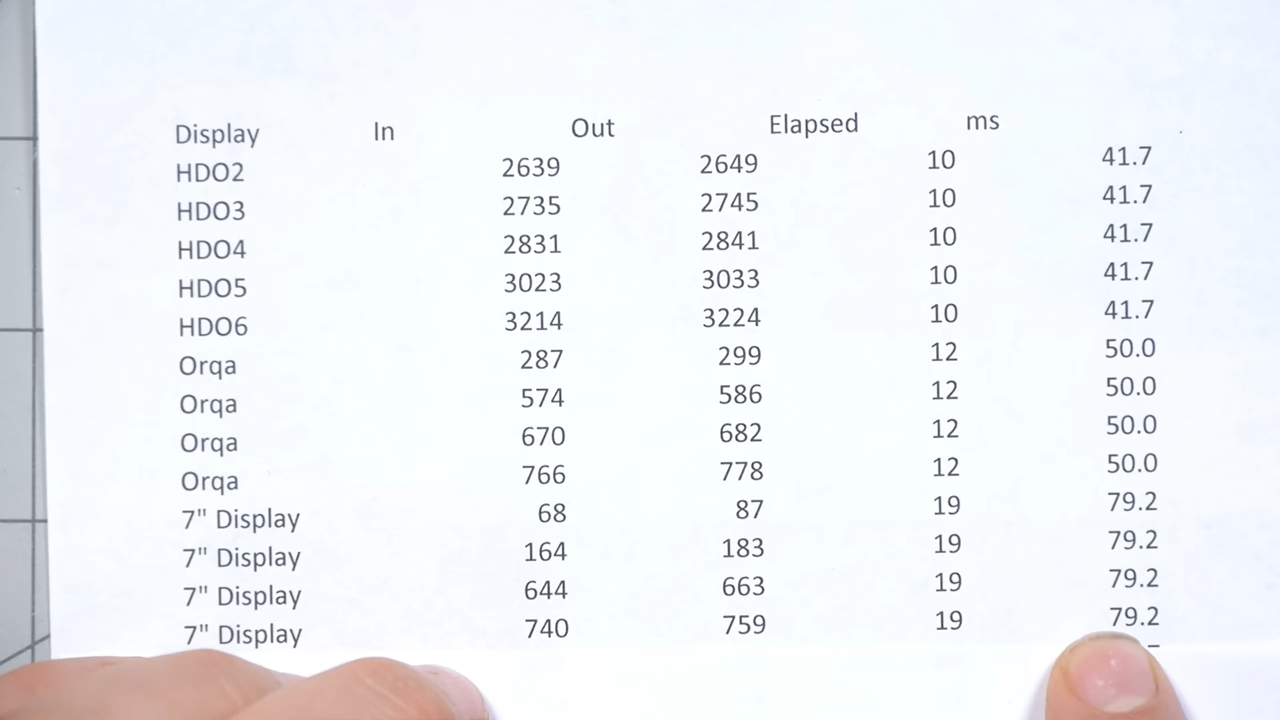 Display In Out Elapsed ms
HDO2 2639 2649 10 41.7
HDO3 2735 2745 10 41.7
HDO4 2831 2841 10 41.7
HDO5 3023 3033 10 41.7
HDO6 3214 3224 10 41.7
Orqa 287 299 12 50.0
Orqa 574 586 12 50.0
Orqa 670 682 12 50.0
Orqa 766 778 12 50.0
7" Display 68 87 19 79.2
7" Display 164 183 19 79.2
7" Display 644 663 19 79.2
7" Display 740 759 19 79.2